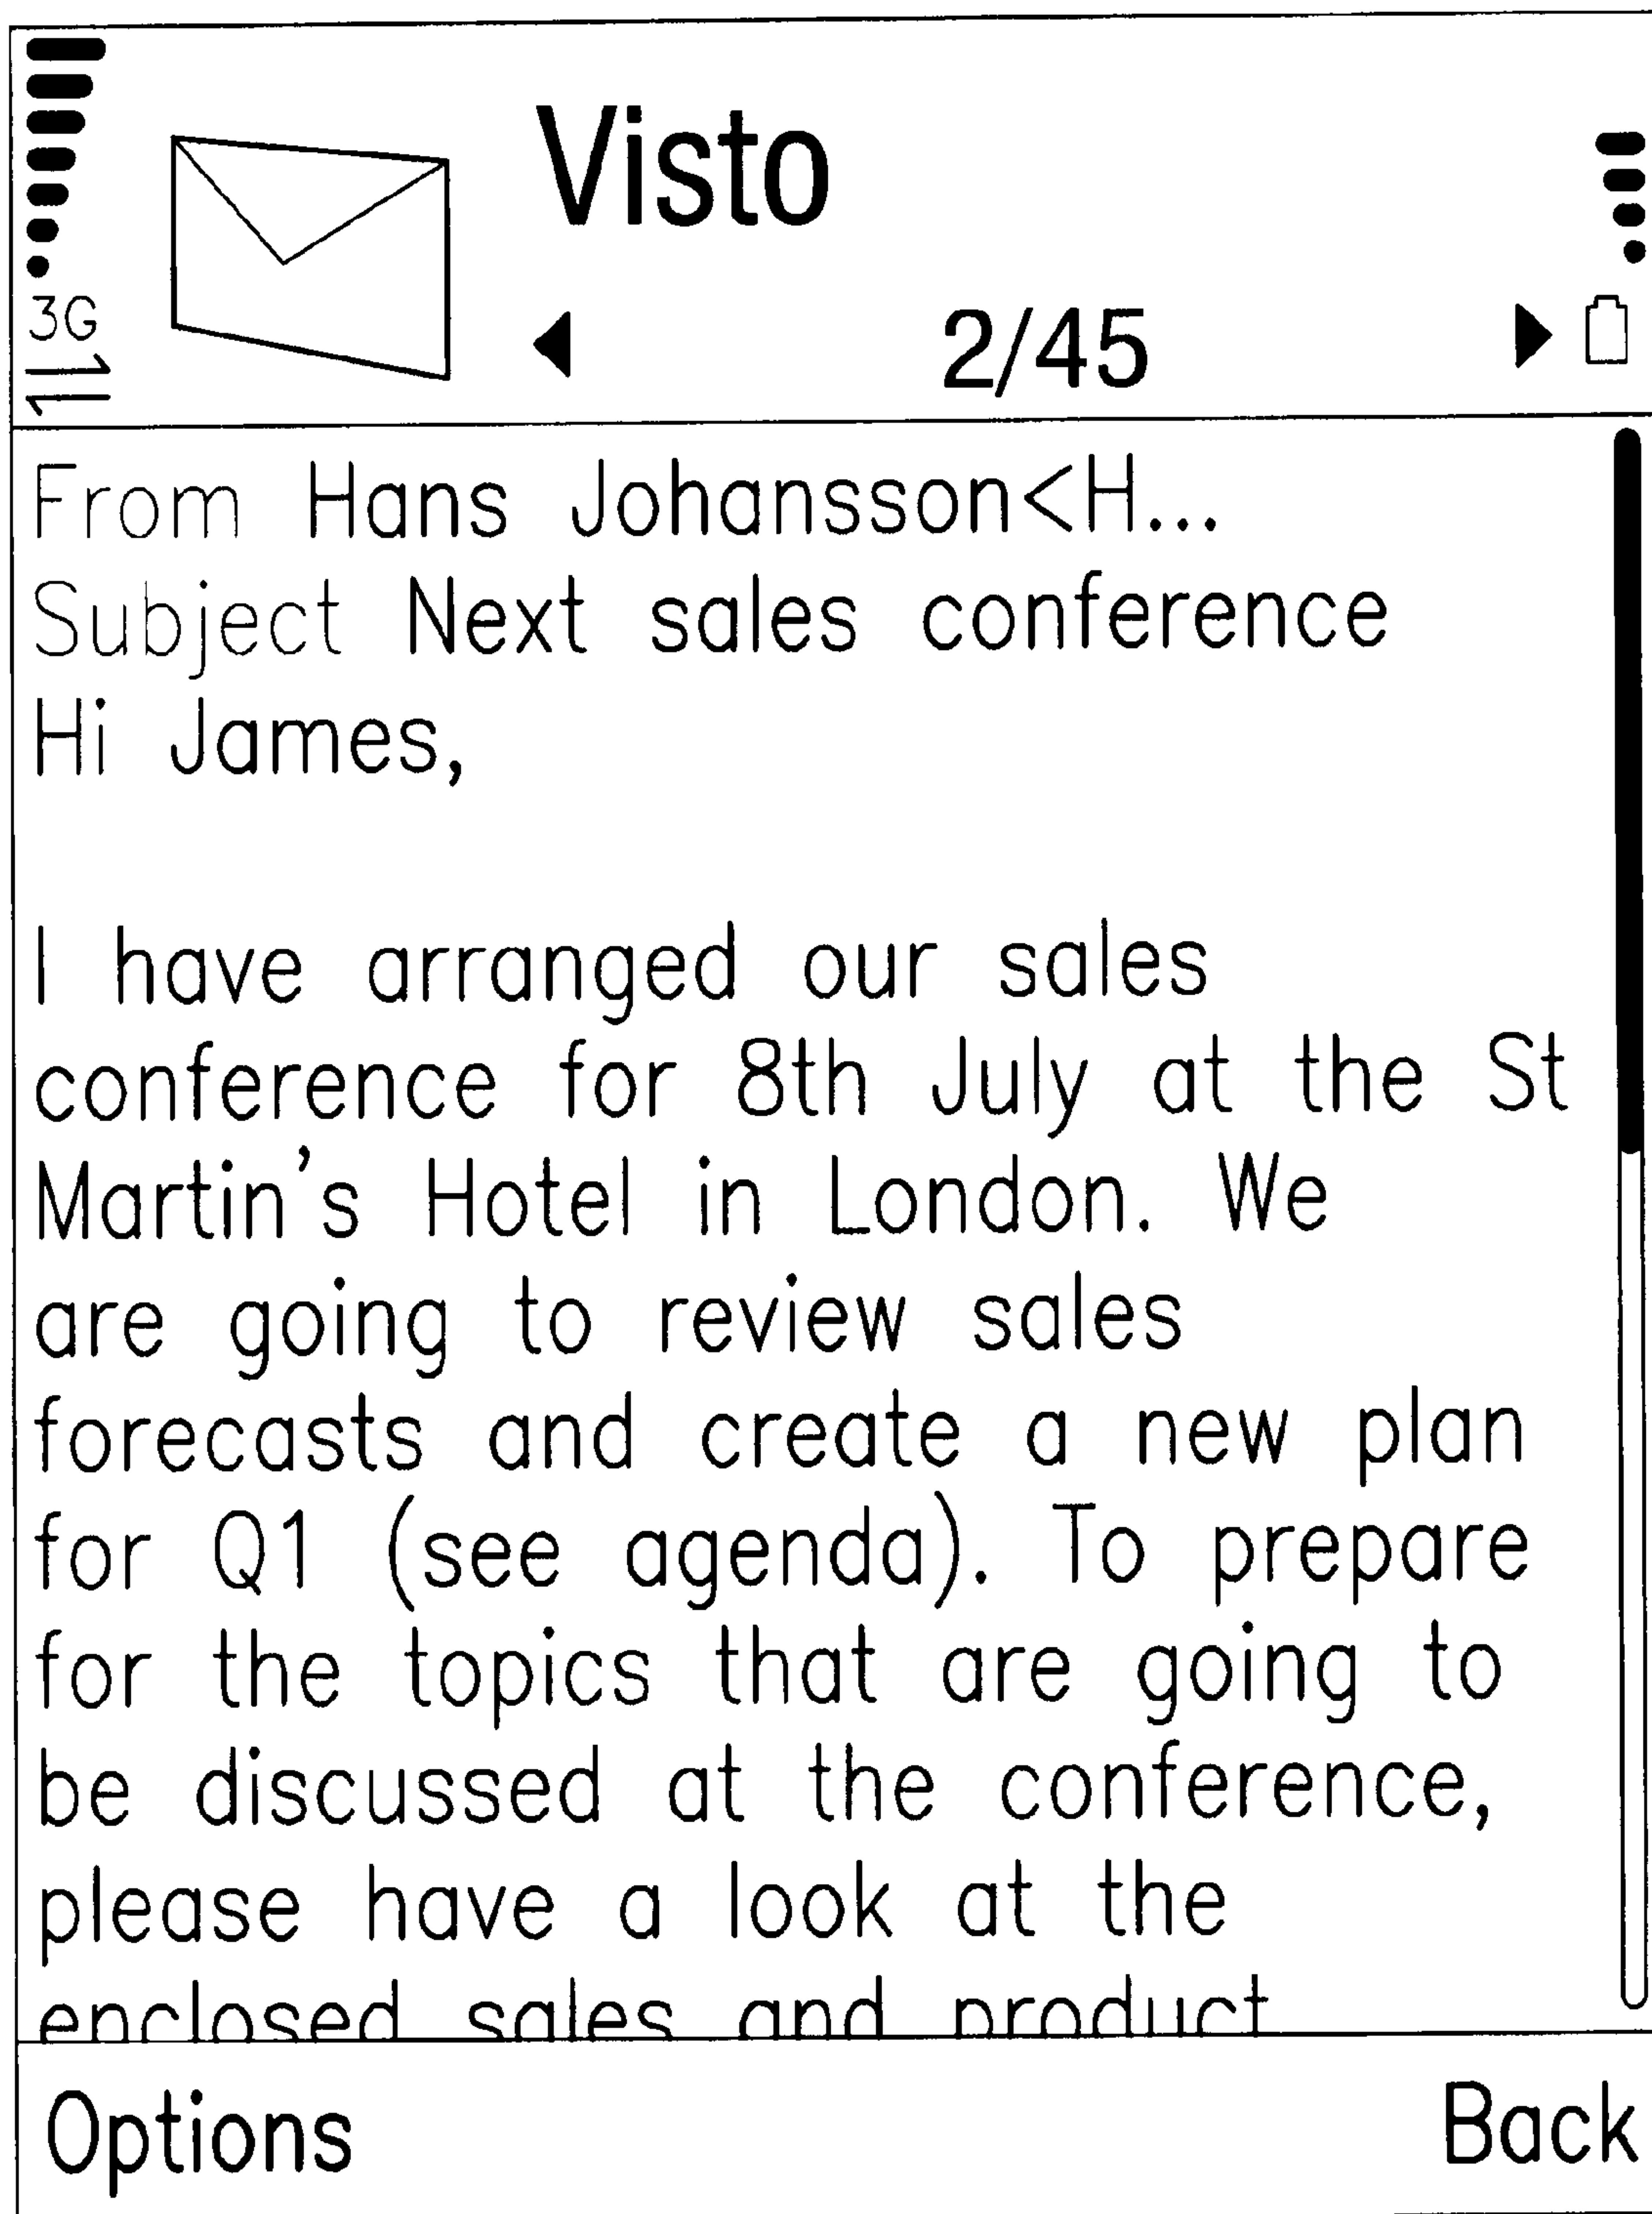 Visto
3G
2/45
From Hans Johansson<H...
Subject Next sales conference
Hi James,
I have arranged our sales
conference for 8th July at the St
Martin's Hotel in London. We
are going to review sales
forecasts and create a new plan
for Q1 (see agenda). To prepare
for the topics that are going to
be discussed at the conference,
please have a look at the
enclosed sales and product
Options
Back